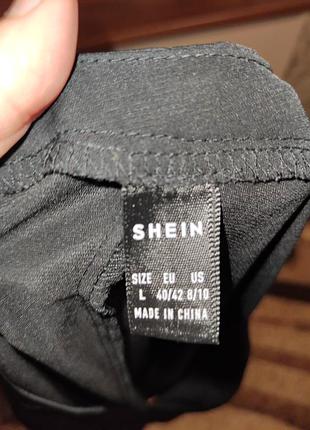 SHEIN
SIZE EU US
L 40/42 8/10
MADE IN CHINA